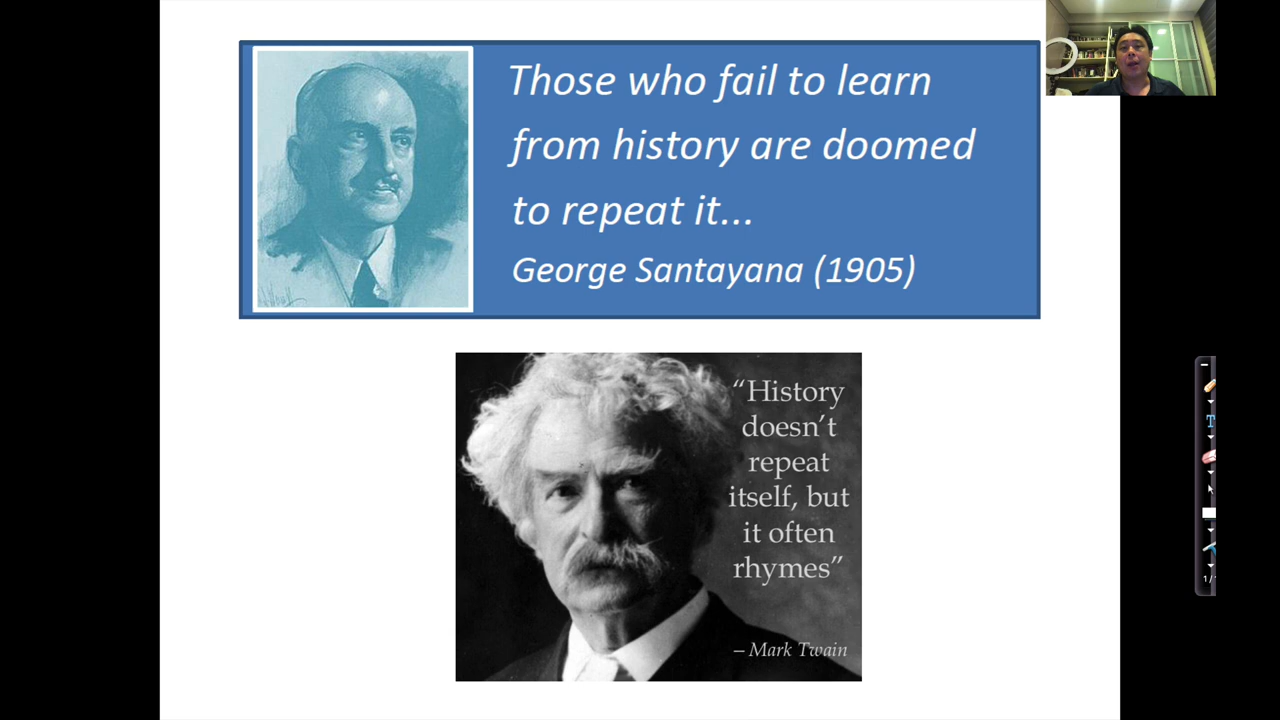 Those who fail to learn
from history are doomed
to repeat it...
George Santayana (1905)
“History
doesn’t
repeat
itself, but
it often
rhymes”
– Mark Twain
T
1/